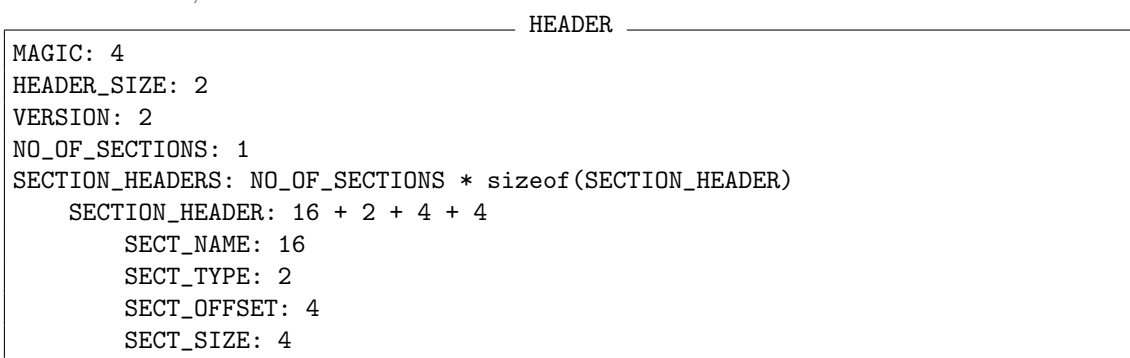 HEADER
MAGIC: 4
HEADER_SIZE: 2
VERSION: 2
NO_OF_SECTIONS: 1
SECTION_HEADERS: NO_OF_SECTIONS * sizeof(SECTION_HEADER)
    SECTION_HEADER: 16 + 2 + 4 + 4
        SECT_NAME: 16
        SECT_TYPE: 2
        SECT_OFFSET: 4
        SECT_SIZE: 4